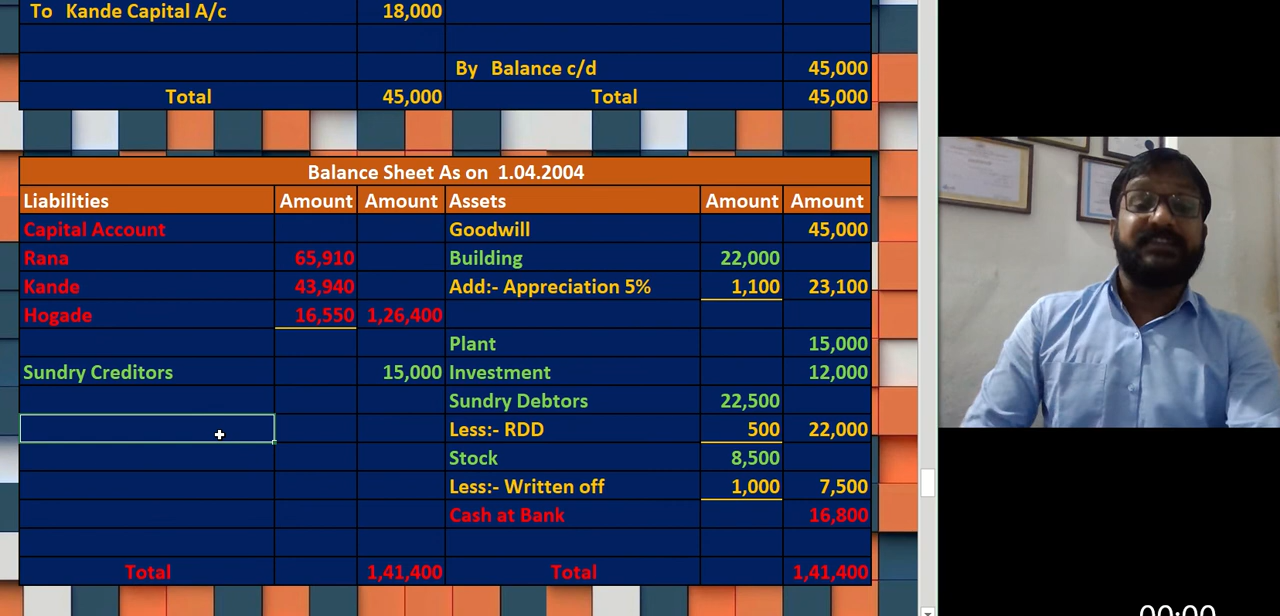 To Kande Capital A/c 18,000
By Balance c/d 45,000
Total 45,000 Total 45,000
Balance Sheet As on 1.04.2004
Liabilities Amount Amount Assets Amount Amount
Capital Account Goodwill 45,000
Rana 65,910 Building 22,000
Kande 43,940 Add:- Appreciation 5% 1,100 23,100
Hogade 16,550 1,26,400
Plant 15,000
Sundry Creditors 15,000 Investment 12,000
Sundry Debtors 22,500
Less:- RDD 500 22,000
Stock 8,500
Less:- Written off 1,000 7,500
Cash at Bank 16,800
Total 1,41,400 Total 1,41,400
00:00